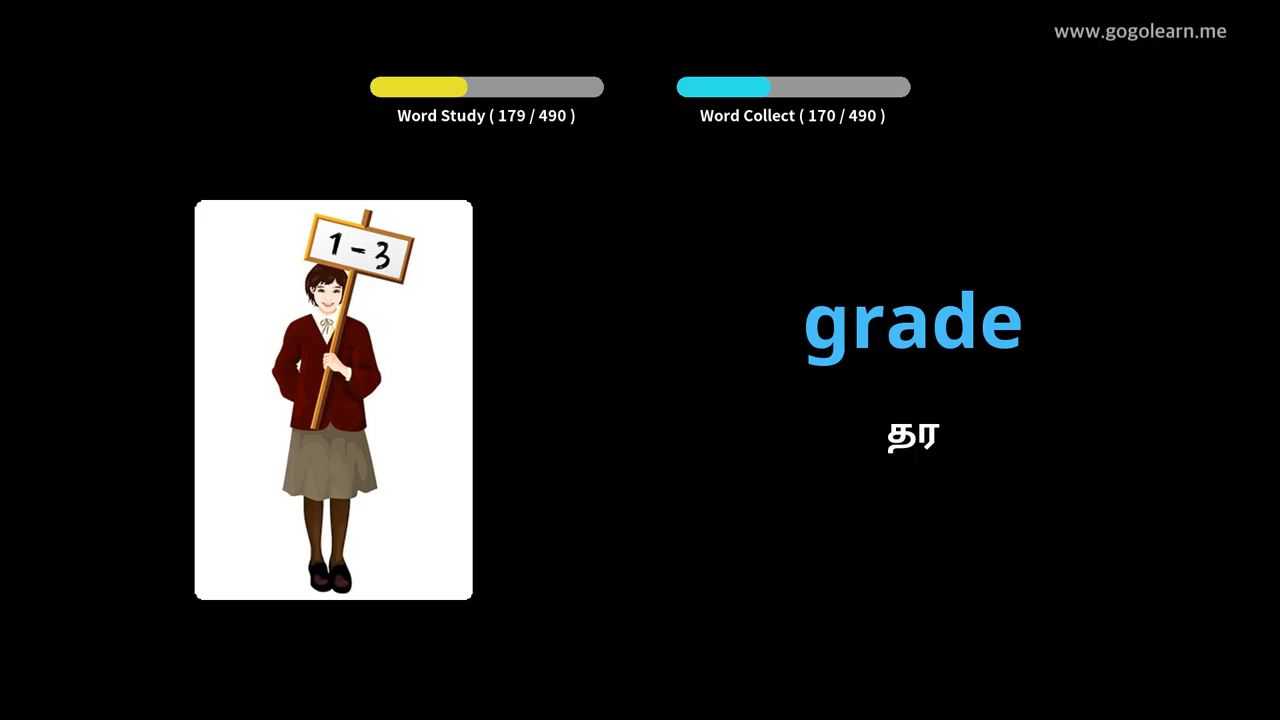 www.gogolearn.me
Word Study ( 179 / 490 )
Word Collect ( 170 / 490 )
1 - 3
grade
தர